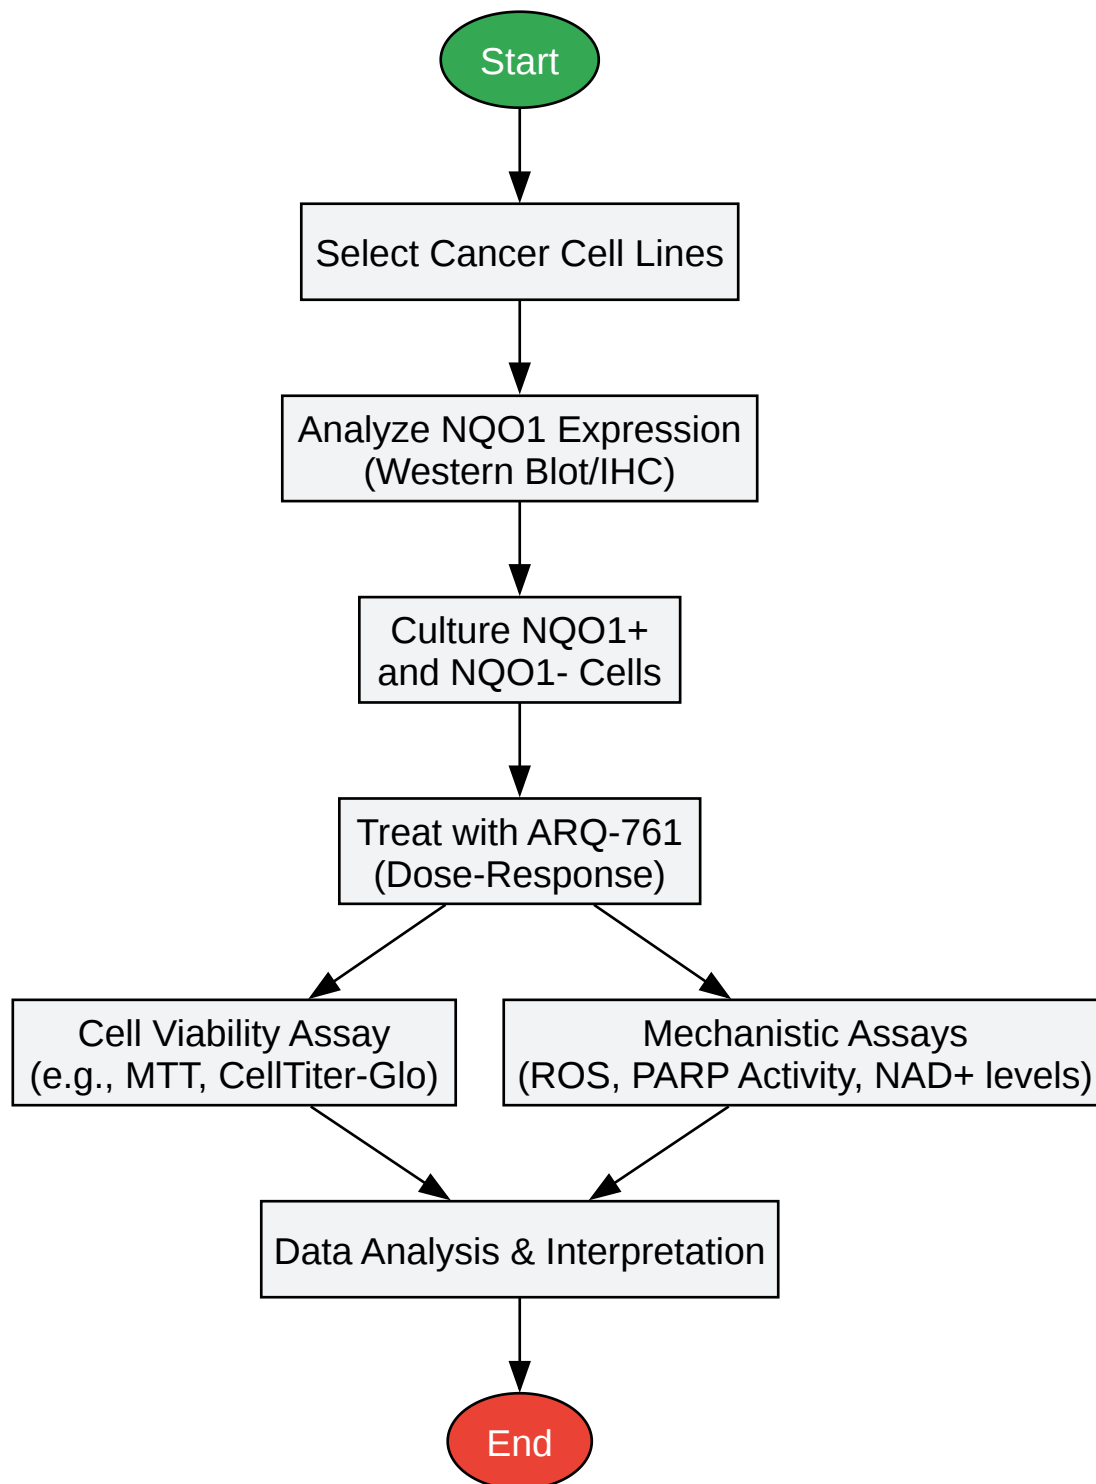 Start
Select Cancer Cell Lines
Analyze NQO1 Expression
(Western Blot/IHC)
Culture NQO1+
and NQO1- Cells
Treat with ARQ-761
(Dose-Response)
Cell Viability Assay
(e.g., MTT, CellTiter-Glo)
Mechanistic Assays
(ROS, PARP Activity, NAD+ levels)
Data Analysis & Interpretation
End